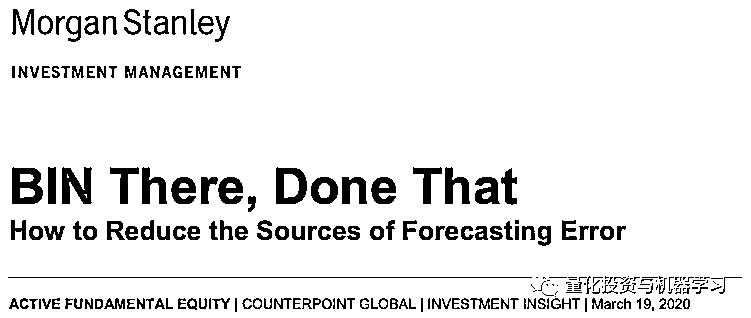 Morgan Stanley
INVESTMENT MANAGEMENT
BIN There, Done That
How to Reduce the Sources of Forecasting Error
量化投资与机器学习
ACTIVE FUNDAMENTAL EQUITY | COUNTERPOINT GLOBAL | INVESTMENT INSIGHT | March 19, 2020